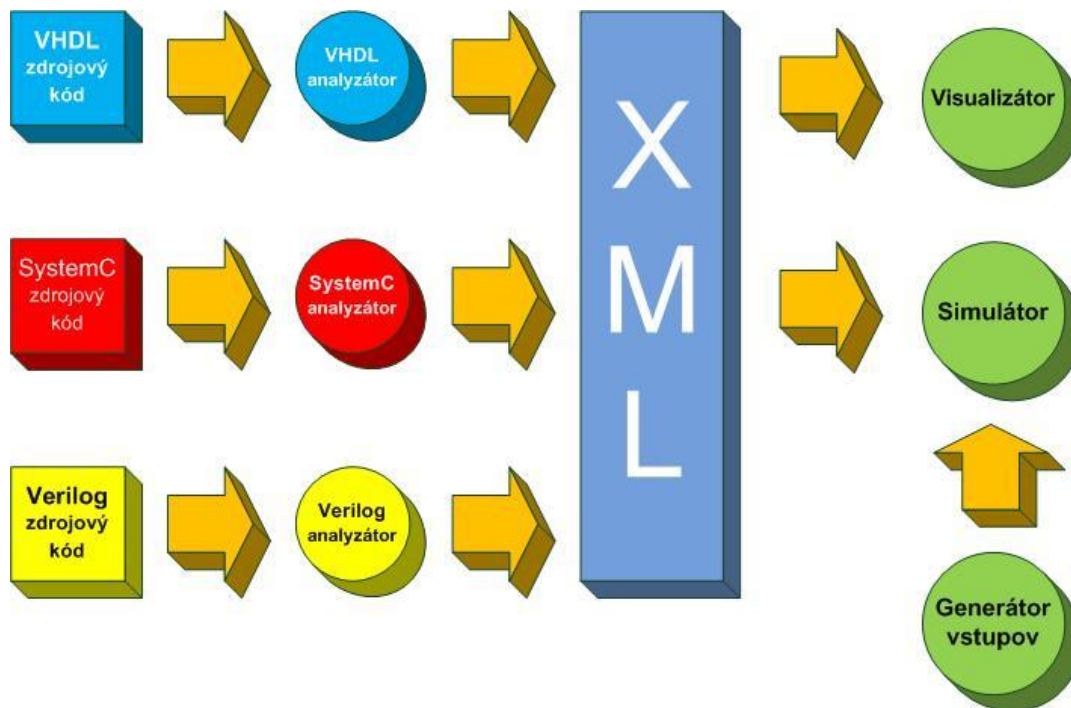 VHDL
zdrojový
kód
VHDL
analyzátor
X
M
L
Visualizátor
SystemC
zdrojový
kód
SystemC
analyzátor
Simulátor
Verilog
zdrojový
kód
Verilog
analyzátor
Generátor
vstupov